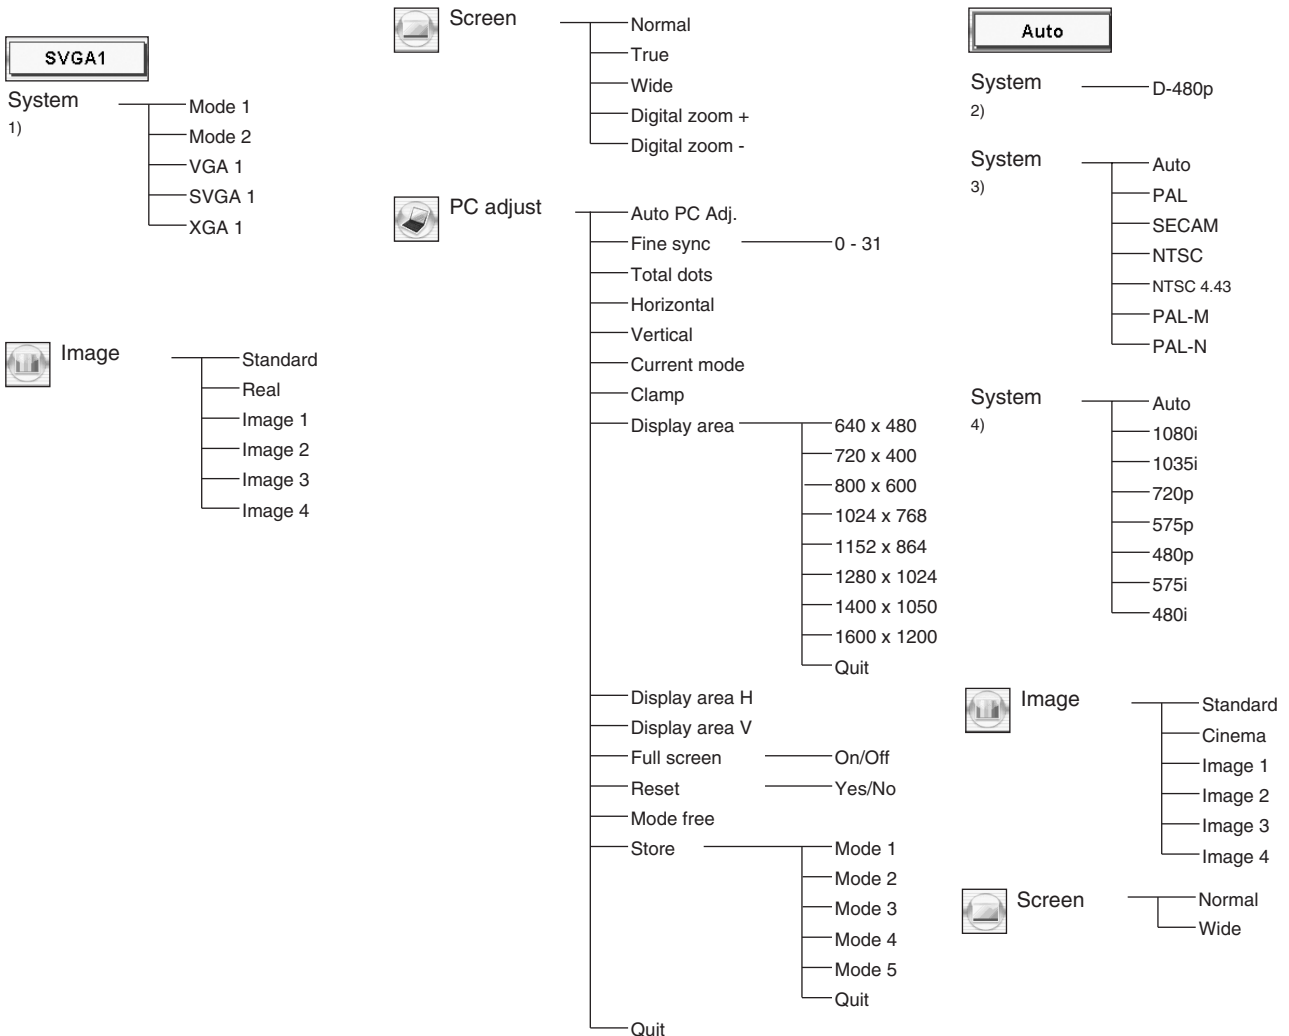 SVGA1
System
1)
Mode 1
Mode 2
VGA 1
SVGA 1
XGA 1
Image
Standard
Real
Image 1
Image 2
Image 3
Image 4
Screen
Normal
True
Wide
Digital zoom +
Digital zoom -
PC adjust
Auto PC Adj.
Fine sync
0 - 31
Total dots
Horizontal
Vertical
Current mode
Clamp
Display area
640 x 480
720 x 400
800 x 600
1024 x 768
1152 x 864
1280 x 1024
1400 x 1050
1600 x 1200
Quit
Display area H
Display area V
Full screen
On/Off
Reset
Yes/No
Mode free
Store
Mode 1
Mode 2
Mode 3
Mode 4
Mode 5
Quit
Quit
Auto
System
2)
D-480p
System
3)
Auto
PAL
SECAM
NTSC
NTSC 4.43
PAL-M
PAL-N
System
4)
Auto
1080i
1035i
720p
575p
480p
575i
480i
Image
Standard
Cinema
Image 1
Image 2
Image 3
Image 4
Screen
Normal
Wide